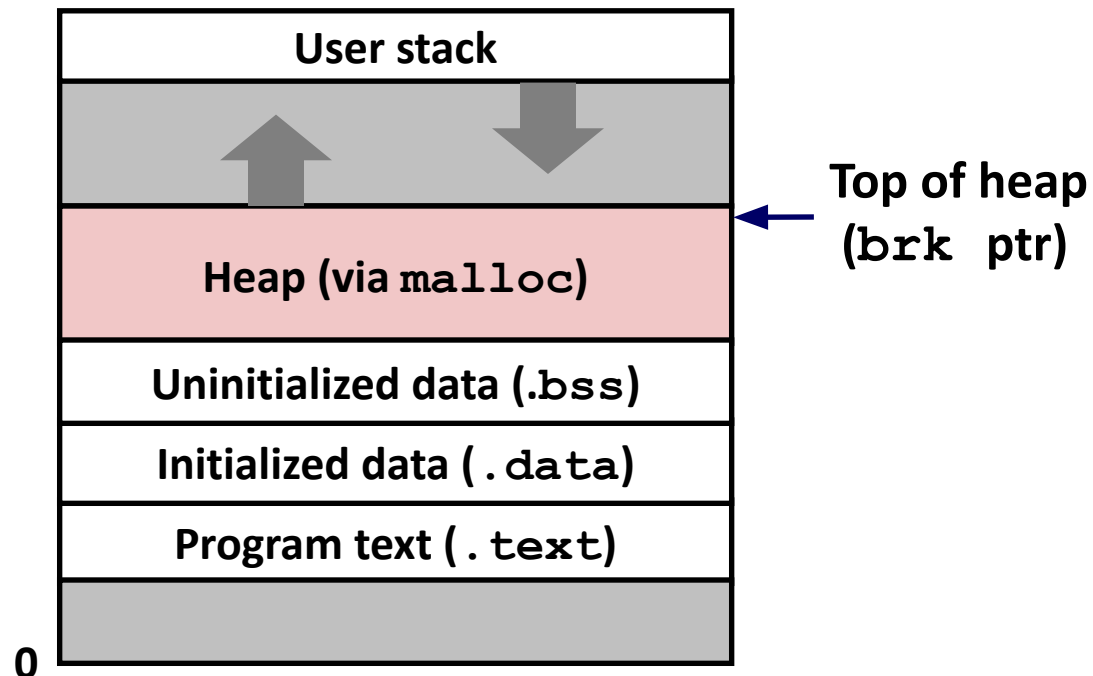 User stack
Top of heap
(brk ptr)
Heap (via malloc)
Uninitialized data (.bss)
Initialized data (.data)
Program text (.text)
0